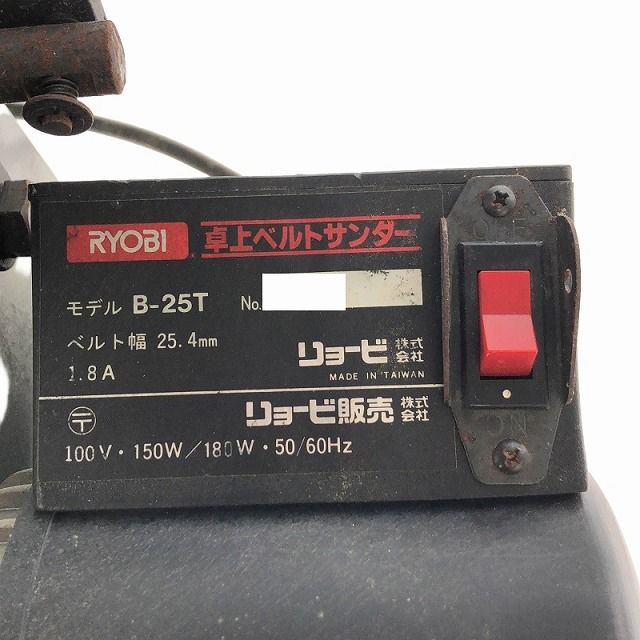 RYOBI 卓上ベルトサンダー
モデル B-25T No.
ベルト幅 25.4mm
リョービ株式会社
1.8A
MADE IN TAIWAN
〒
リョービ販売株式会社
100V・150W/180W・50/60Hz
OFF
ON